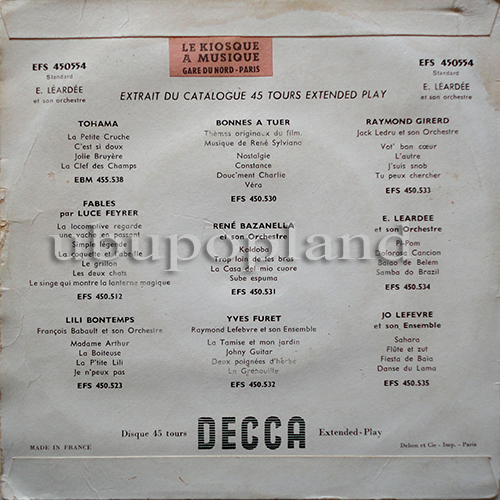 EFS 450554
Standard
E. LÉARDÉE
et son orchestre
LE KIOSQUE
A MUSIQUE
GARE DU NORD - PARIS
EFS 450554
Standard
E. LÉARDÉE
et son orchestre
EXTRAIT DU CATALOGUE 45 TOURS EXTENDED PLAY
TOHAMA
La Petite Cruche
C'est si doux
Jolie Bruyère
La Clef des Champs
EBM 455.538
BONNES A TUER
Thèmes originaux du film.
Musique de René Sylviano
Nostalgie
Constance
Douc'ment Charlie
Véra
EFS 450.530
RAYMOND GIRERD
Jack Ledru et son Orchestre
Vot' bon cœur
L'autre
J'suis snob
Tu peux chercher
EFS 450.533
FABLES
par LUCE FEYRER
La locomotive regarde
une vache en passant
Simple légende
La coquette et l'abeille
Le grillon
Les deux chats
Le singe qui montre la lanterne magique
EFS 450.512
RENÉ BAZANELLA
et son Orchestre
Koldoba
Trop loin de tes bras
La Casa del mio cuore
Sube espuma
EFS 450.531
E. LEARDEE
et son Orchestre
Pom
Dolorosa Cancion
Baïao de Belem
Samba do Brazil
EFS 450.534
ubupopland
LILI BONTEMPS
François Babault et son Orchestre
Madame Arthur
La Boiteuse
La P'tite Lili
Je n'peux pas
EFS 450.523
YVES FURET
Raymond Lefebvre et son Ensemble
La Tamise et mon jardin
Johny Guitar
Deux poignées d'herbe
La Grenouille
EFS 450.532
JO LEFEVRE
et son Ensemble
Sahara
Flûte et zut
Fiesta de Baïa
Danse du Lama
EFS 450.535
MADE IN FRANCE
Disque 45 tours
DECCA
Extended-Play
Dehon et Cie - Imp. - Paris